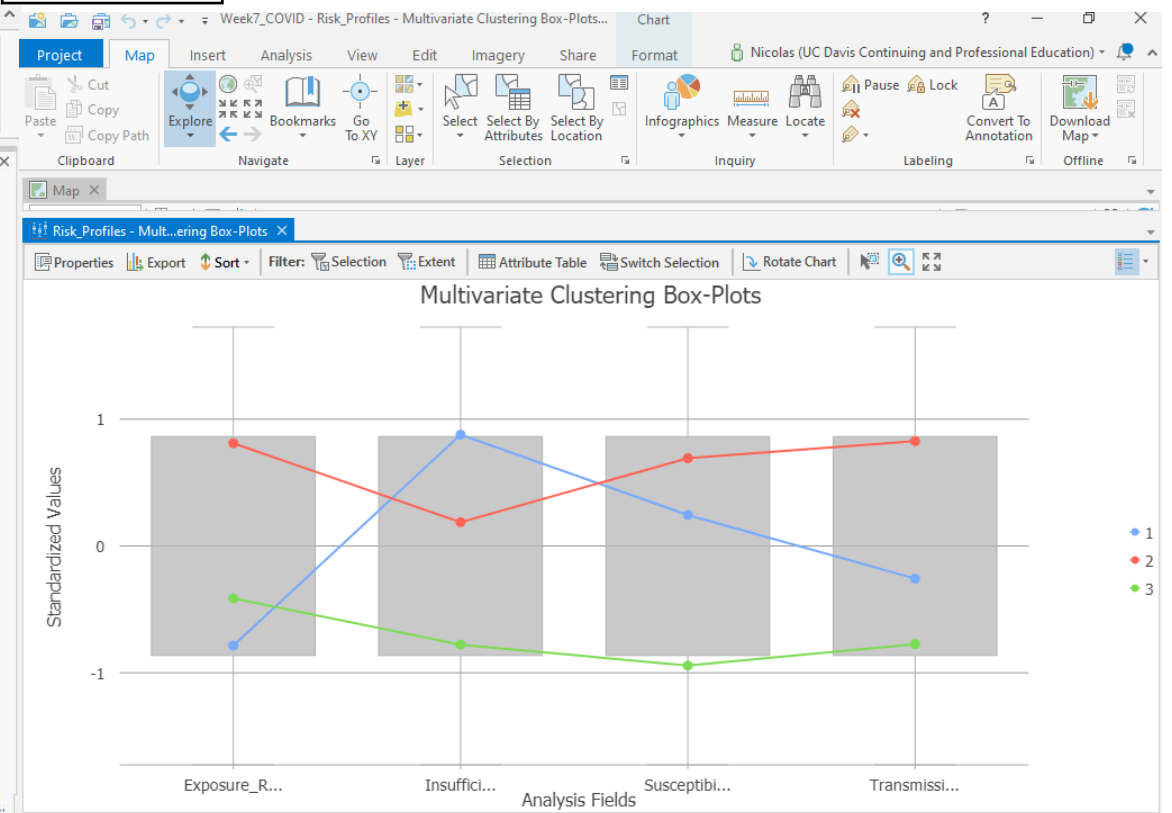 Week7_COVID - Risk_Profiles - Multivariate Clustering Box-Plots...
Chart
?
Project Map Insert Analysis View Edit Imagery Share Format
Nicolas (UC Davis Continuing and Professional Education)
Paste
Cut
Copy
Copy Path
Clipboard
Explore
Bookmarks
Go To XY
Navigate
Layer
Select
Select By Attributes
Select By Location
Selection
Infographics
Measure
Locate
Inquiry
Pause
Lock
Convert To Annotation
Labeling
Download Map
Offline
Map
Risk_Profiles - Mult...ering Box-Plots
Properties Export Sort Filter: Selection Extent Attribute Table Switch Selection Rotate Chart
Multivariate Clustering Box-Plots
Standardized Values
1
0
-1
1
2
3
Exposure_R... Insuffici... Susceptibi... Transmissi...
Analysis Fields